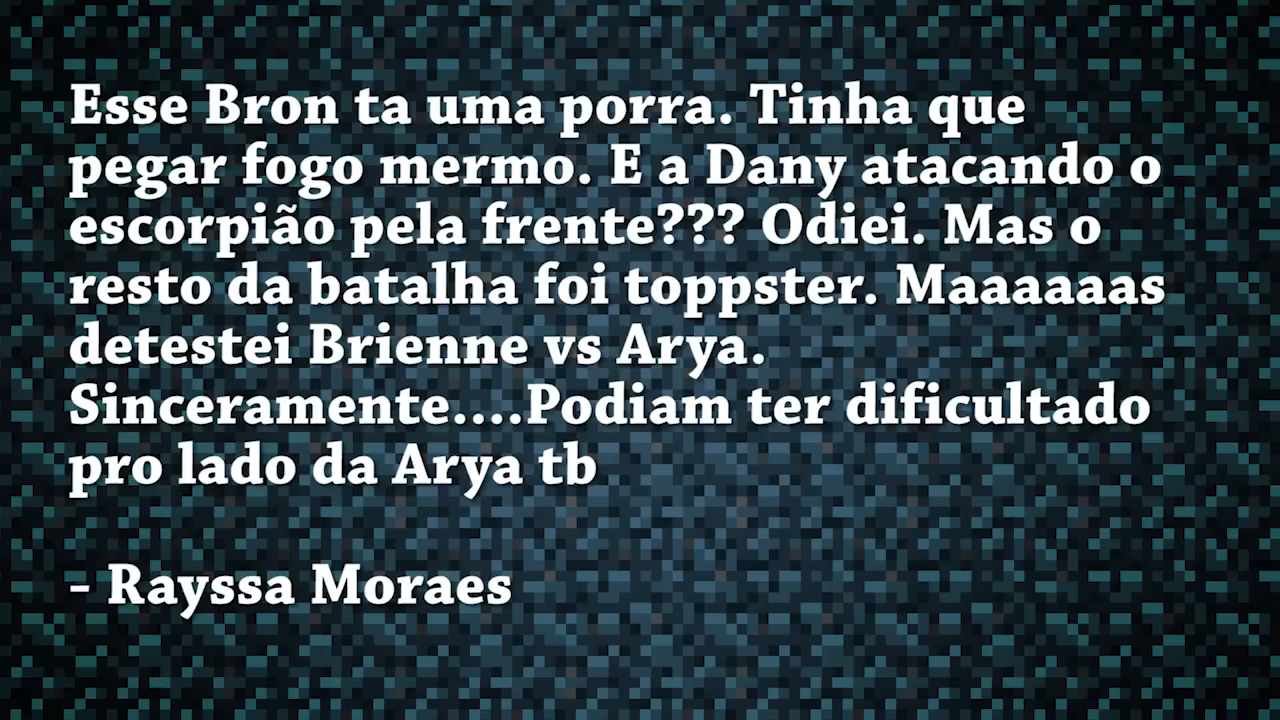 Esse Bron ta uma porra. Tinha que
pegar fogo mermo. E a Dany atacando o
escorpião pela frente??? Odiei. Mas o
resto da batalha foi toppster. Maaaaaas
detestei Brienne vs Arya.
Sinceramente....Podiam ter dificultado
pro lado da Arya tb
- Rayssa Moraes